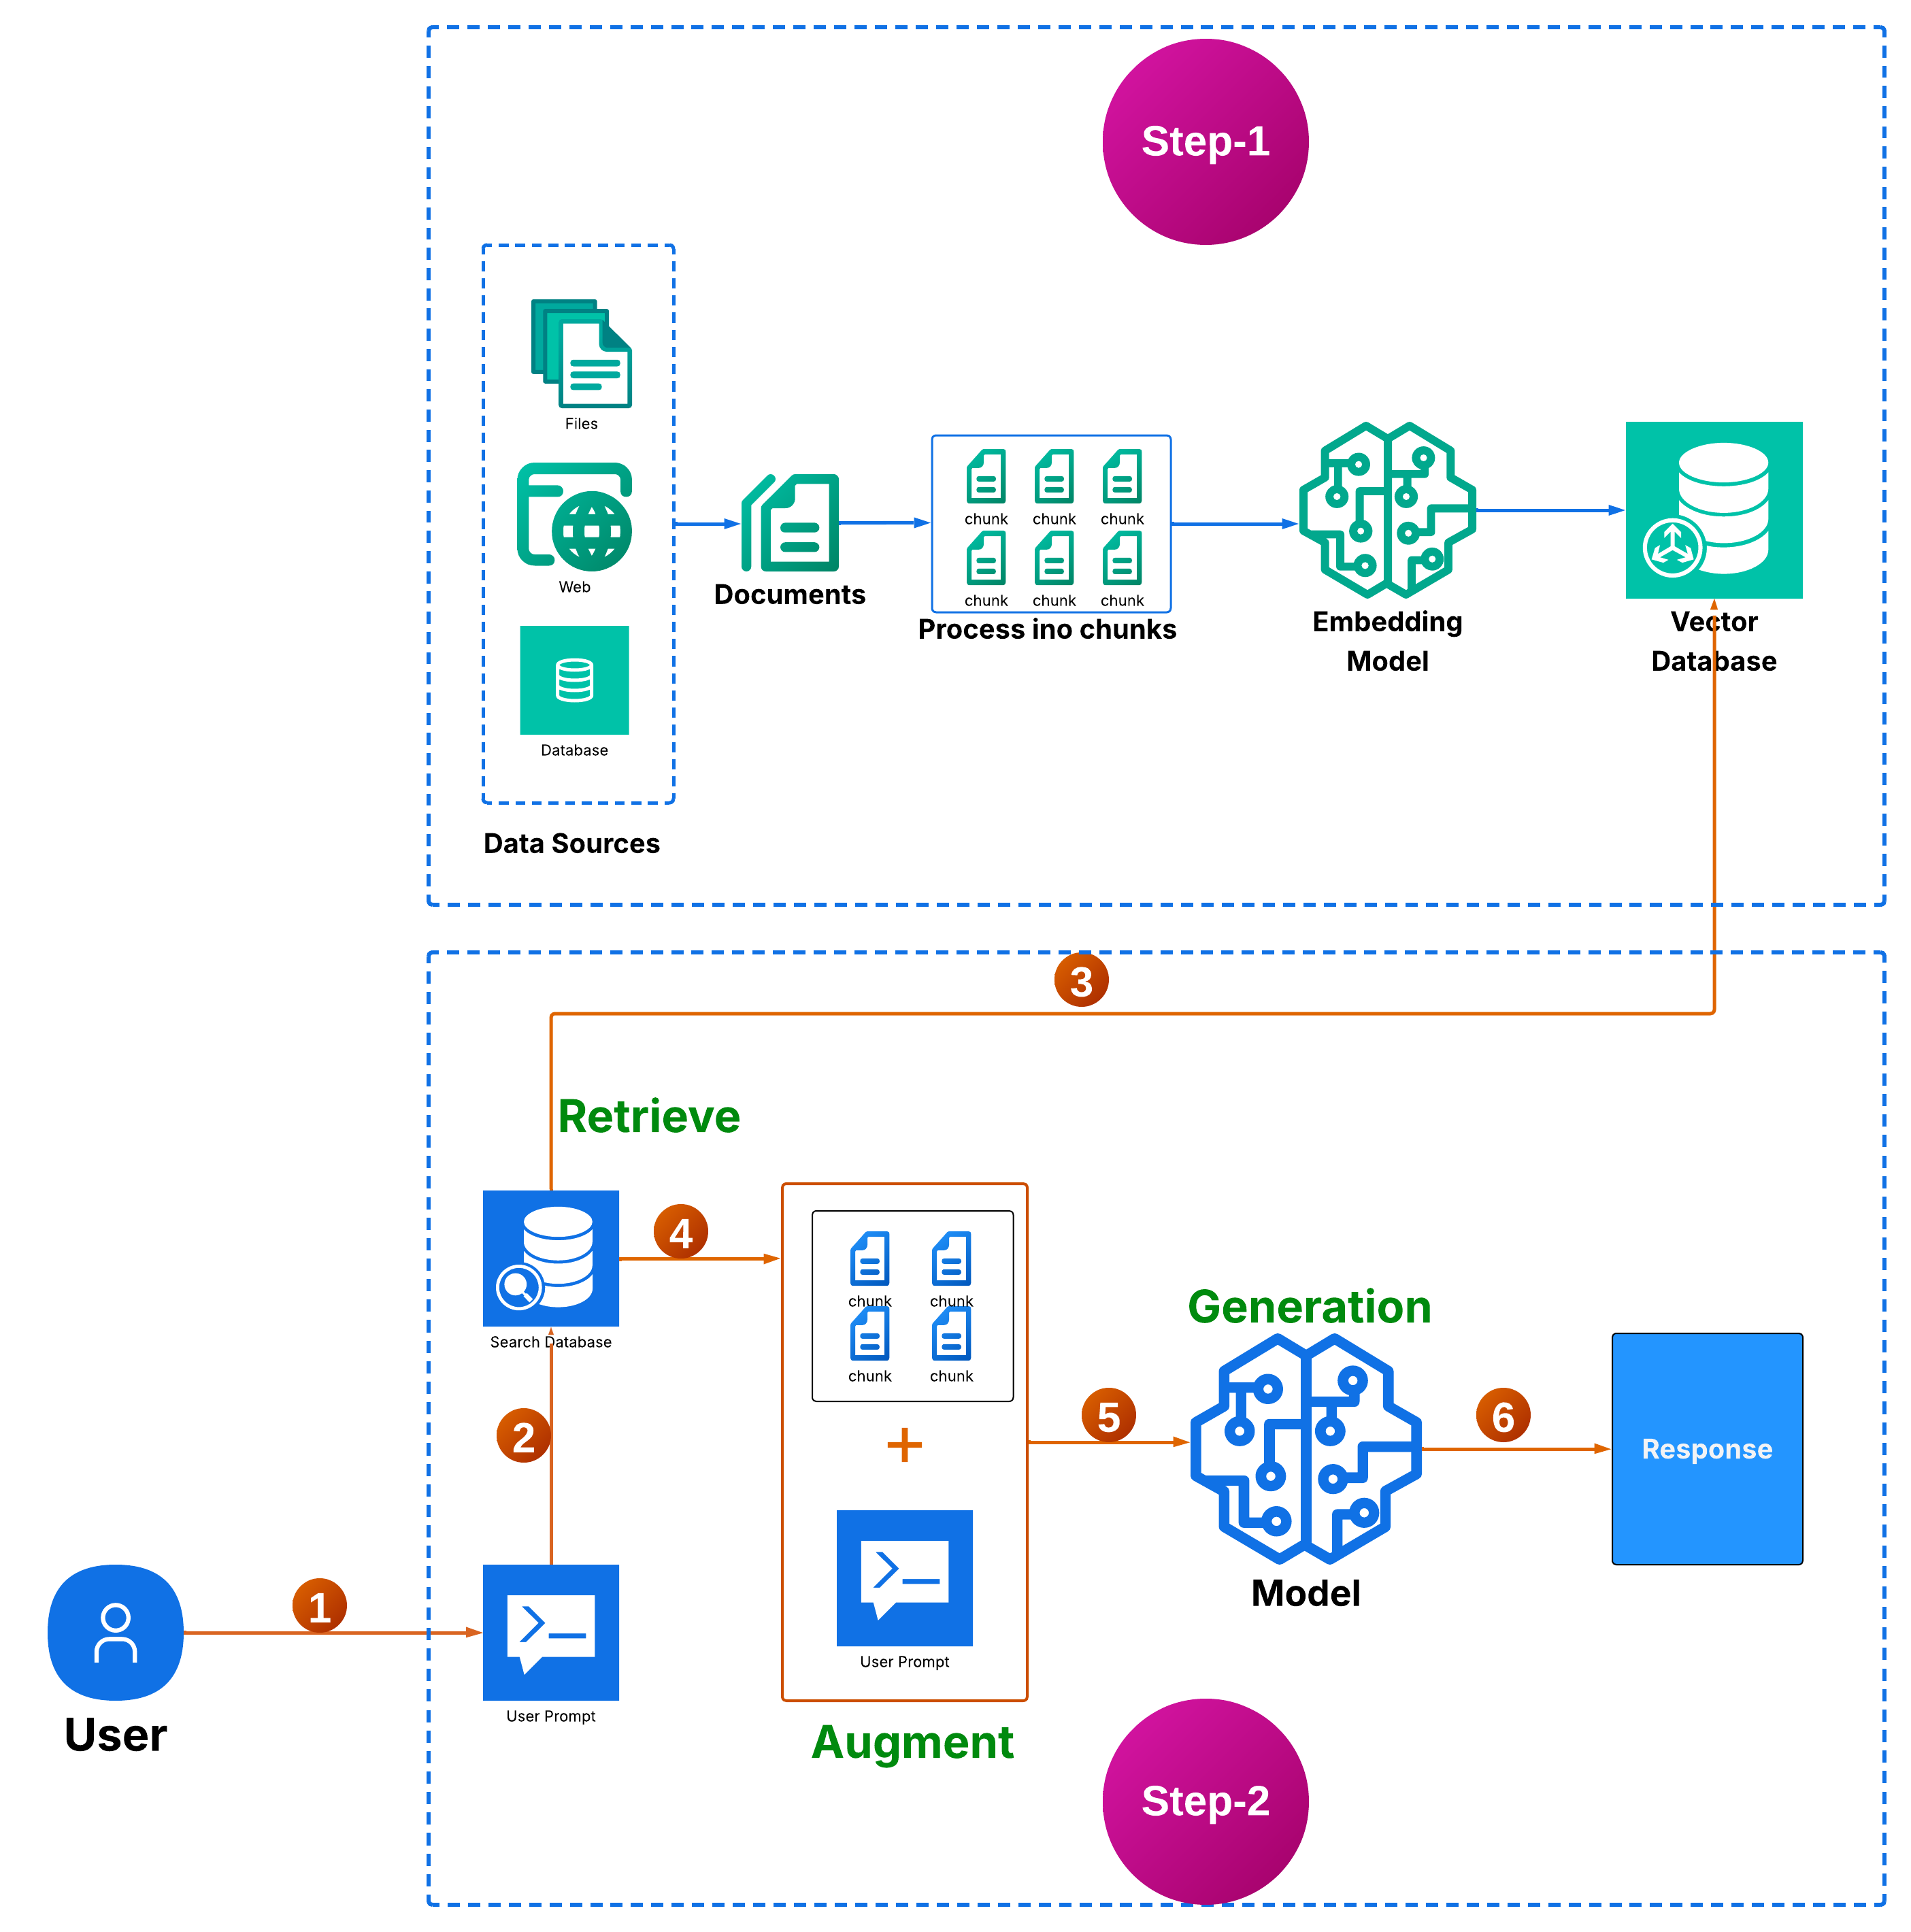 Step-1
Files
Web
Database
Data Sources
Documents
chunk chunk chunk
chunk chunk chunk
Process ino chunks
Embedding
Model
Vector
Database
3
Retrieve
4
Search Database
2
1
User
User Prompt
chunk chunk
chunk chunk
+
User Prompt
Augment
5
Generation
Model
6
Response
Step-2